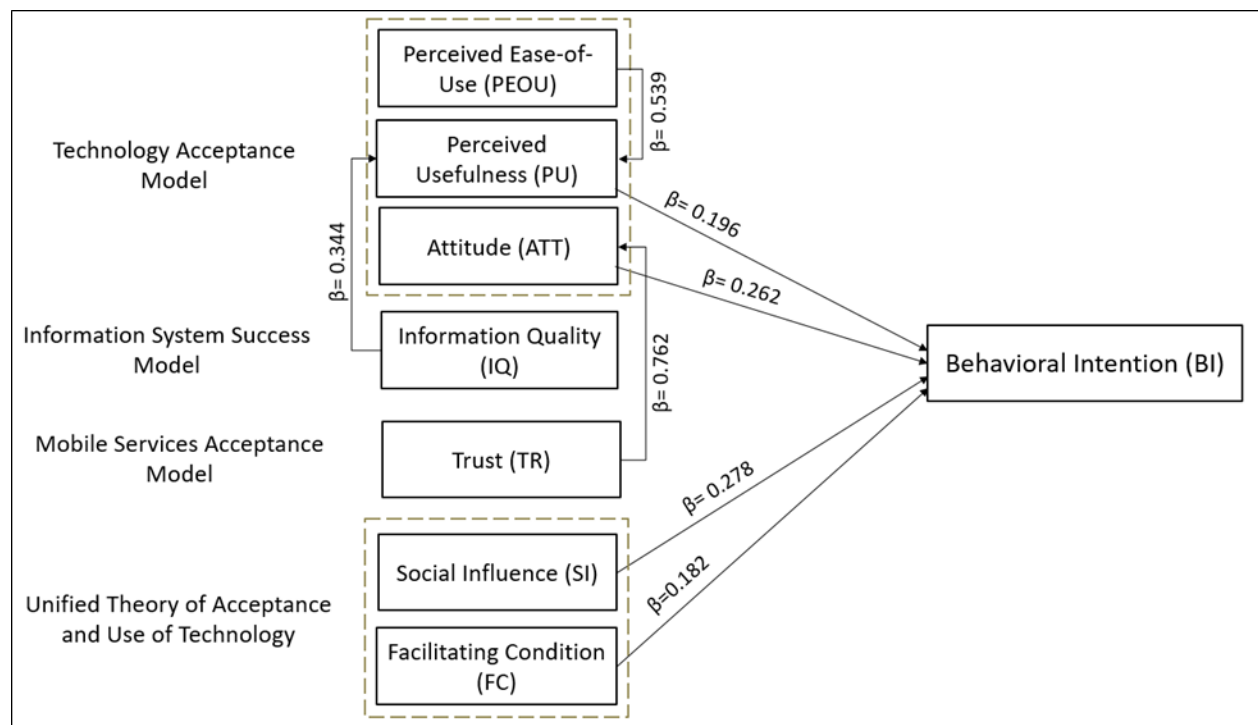 Perceived Ease-of-
Use (PEOU)
β= 0.539
Technology Acceptance
Model
Perceived
Usefulness (PU)
β= 0.196
Attitude (ATT)
β= 0.262
β= 0.344
Information System Success
Model
Information Quality
(IQ)
β= 0.762
Behavioral Intention (BI)
Mobile Services Acceptance
Model
Trust (TR)
β= 0.278
Social Influence (SI)
β=0.182
Unified Theory of Acceptance
and Use of Technology
Facilitating Condition
(FC)